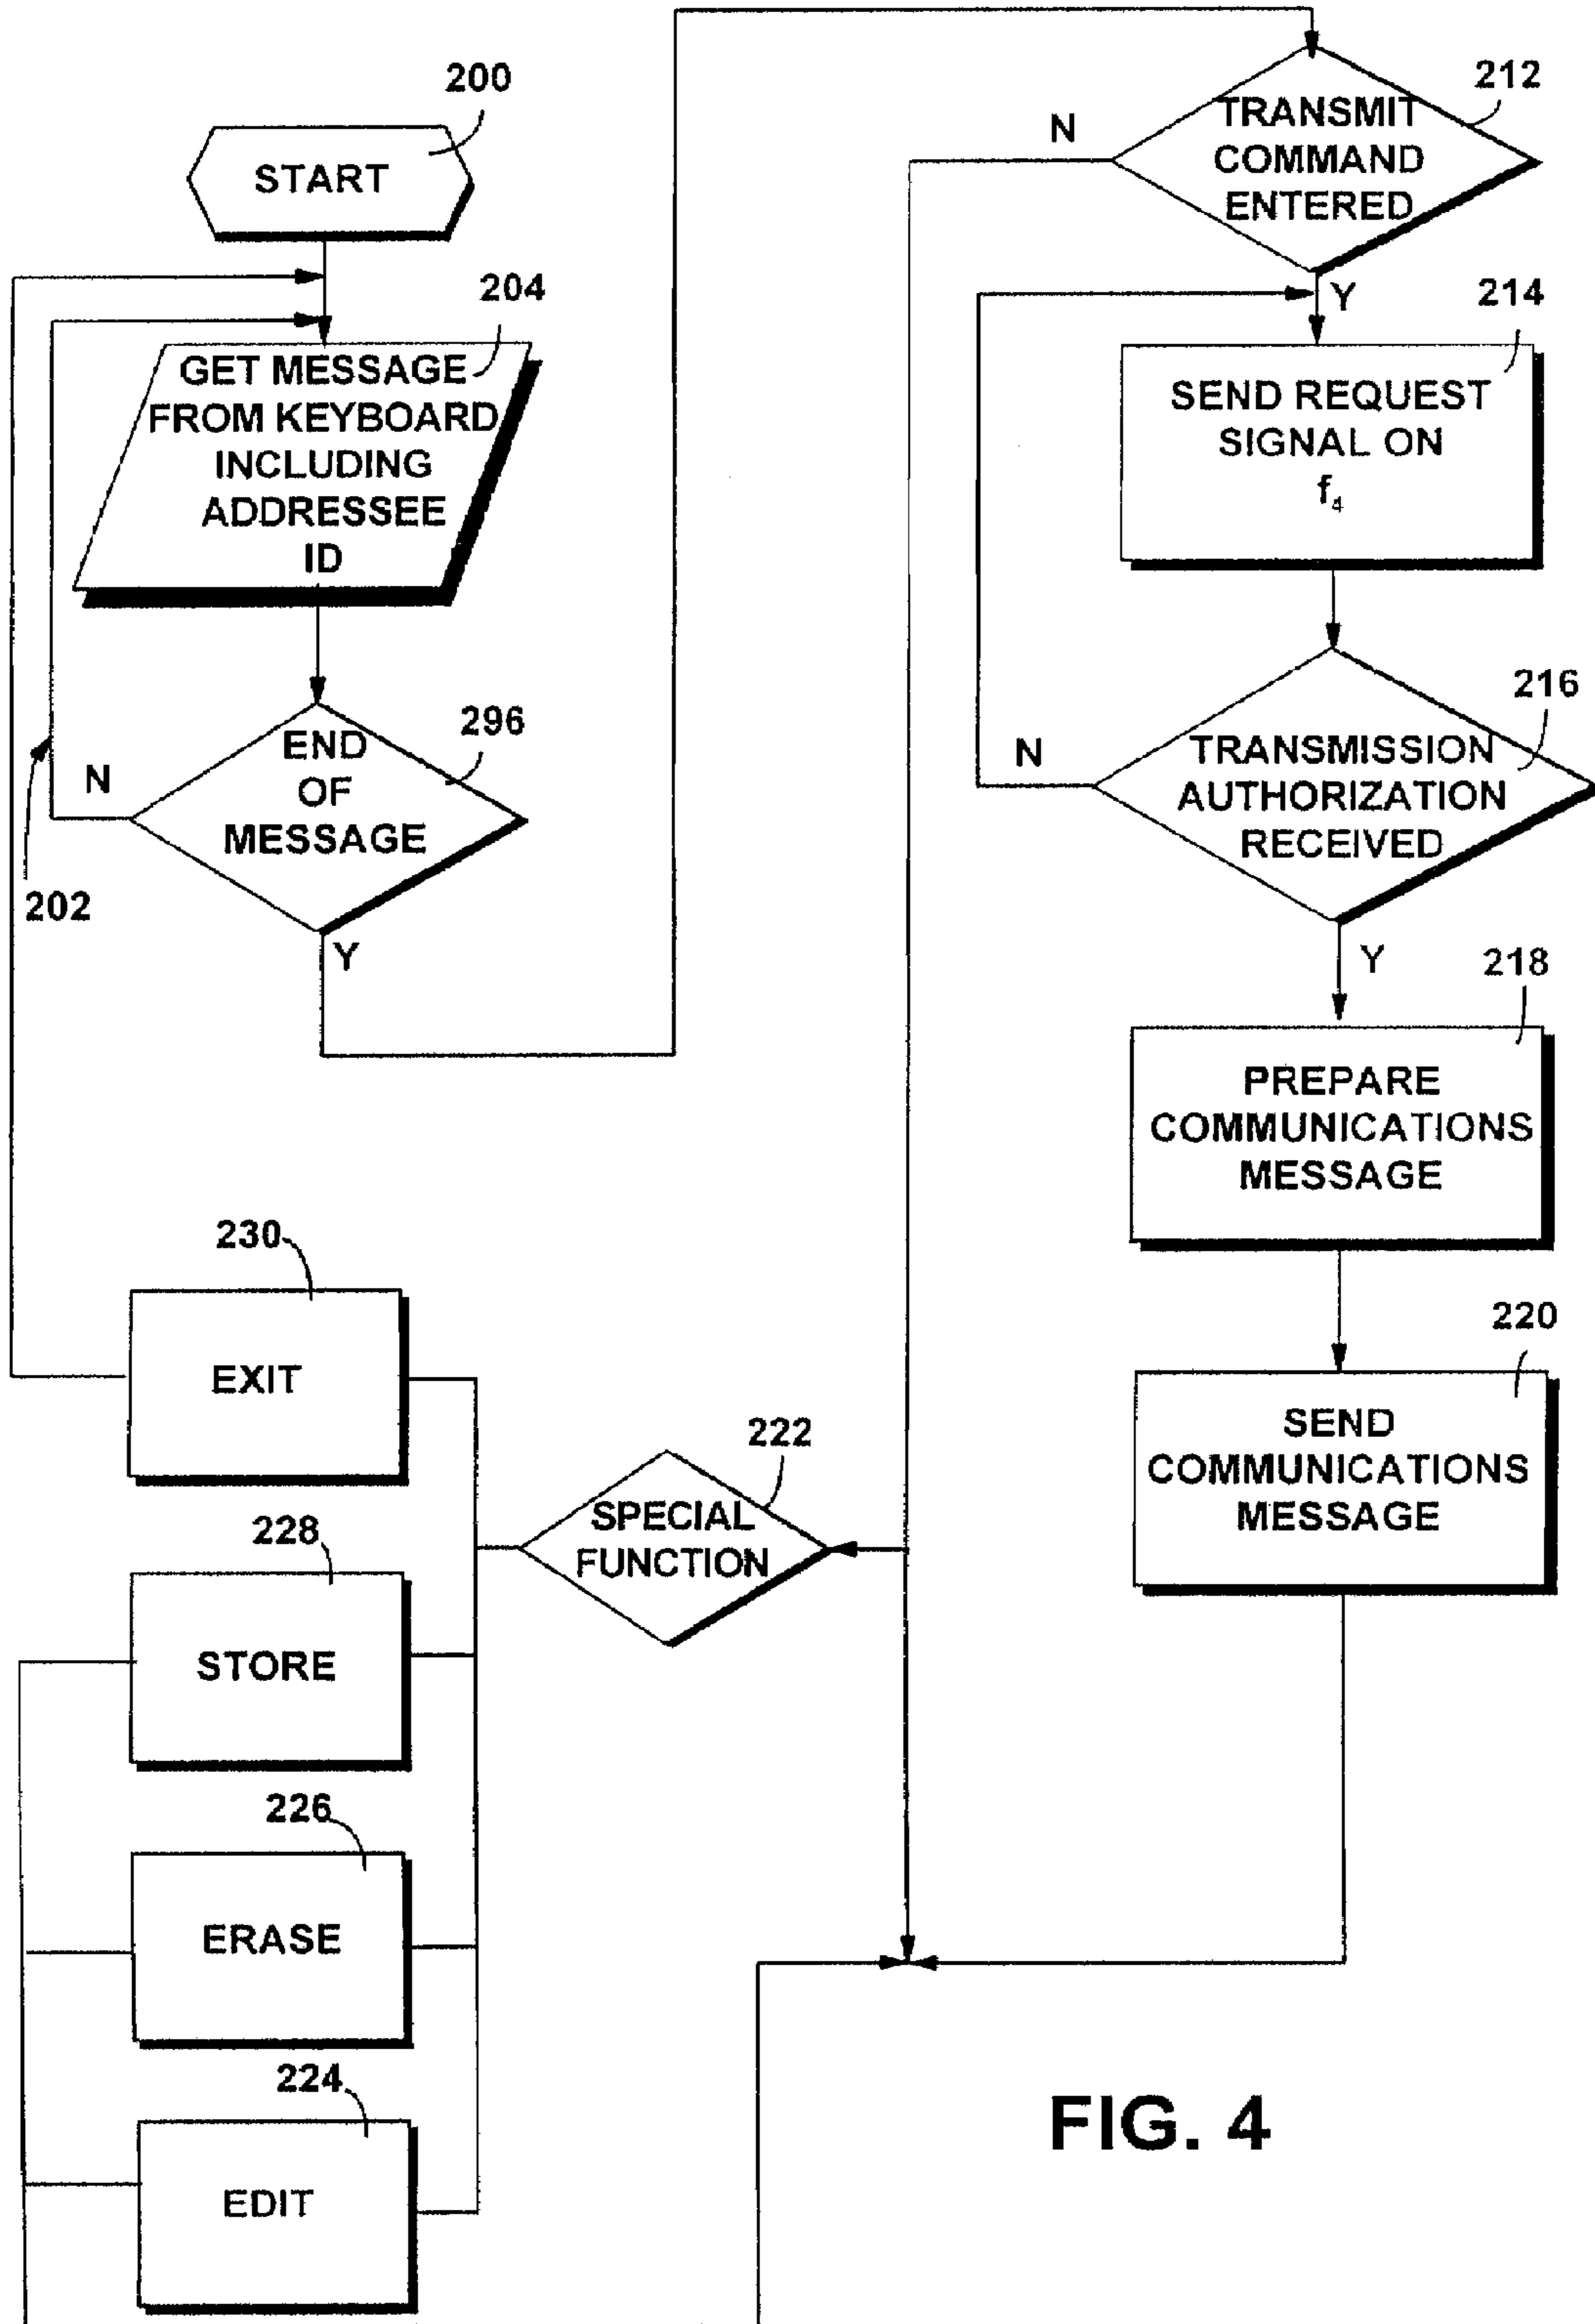 200
START
204
GET MESSAGE
FROM KEYBOARD
INCLUDING
ADDRESSEE
ID
296
END
OF
MESSAGE
N
202
Y
212
TRANSMIT
COMMAND
ENTERED
N
Y
214
SEND REQUEST
SIGNAL ON
f₄
216
TRANSMISSION
AUTHORIZATION
RECEIVED
N
Y
218
PREPARE
COMMUNICATIONS
MESSAGE
220
SEND
COMMUNICATIONS
MESSAGE
222
SPECIAL
FUNCTION
230
EXIT
228
STORE
226
ERASE
224
EDIT
FIG. 4